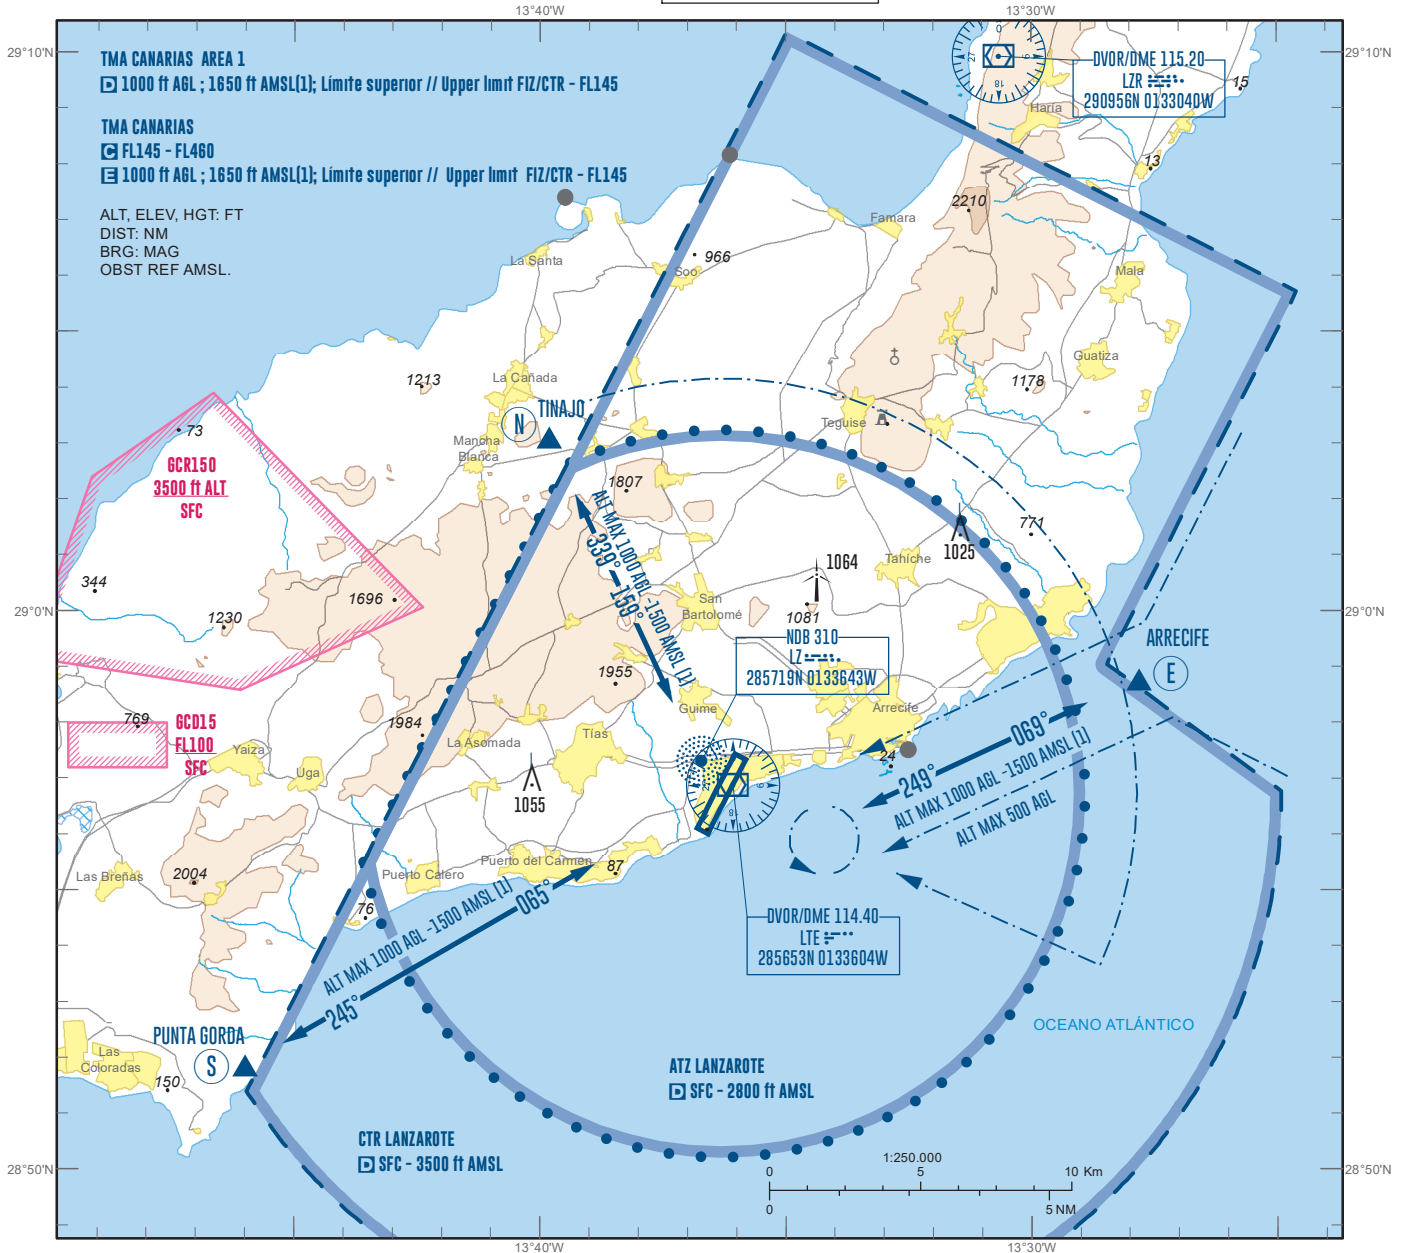 13°40'W
13°30'W
29°10'N
29°10'N
TMA CANARIAS AREA 1
D 1000 ft AGL ; 1650 ft AMSL(1); Límite superior // Upper limit FIZ/CTR - FL145
TMA CANARIAS
C FL145 - FL460
E 1000 ft AGL ; 1650 ft AMSL(1); Límite superior // Upper limit FIZ/CTR - FL145
ALT, ELEV, HGT: FT
DIST: NM
BRG: MAG
OBST REF AMSL.
0
27
9
18
DVOR/DME 115.20
LZR
290956N 0133040W
15
Haría
13
2210
Famara
La Santa
966
Soo
Mala
Guatiza
1178
1213
La Cañada
TINAJO
N
Mancha
Blanca
Teguise
73
GCR150
3500 ft ALT
SFC
1807
ALT MAX 1000 AGL -1500 AMSL (1)
339° 159°
771
1025
1064
Tahíche
344
1696
1230
29°0'N
29°0'N
San
Bartolomé
1081
NDB 310
LZ
285719N 0133643W
ARRECIFE
E
1955
Guime
Arrecife
769
GCD15
FL100
SFC
1984
La Asomada
Tías
Yaiza
Uga
24
069°
249°
ALT MAX 1000 AGL -1500 AMSL (1)
ALT MAX 500 AGL
1055
27
9
18
Puerto del Carmen
87
Puerto Calero
Las Breñas
2004
76
ALT MAX 1000 AGL -1500 AMSL (1)
065°
245°
DVOR/DME 114.40
LTE
285653N 0133604W
OCEANO ATLÁNTICO
PUNTA GORDA
S
Las
Coloradas
150
ATZ LANZAROTE
D SFC - 2800 ft AMSL
CTR LANZAROTE
D SFC - 3500 ft AMSL
1:250.000
0
5
10 Km
0
5 NM
28°50'N
28°50'N
13°40'W
13°30'W